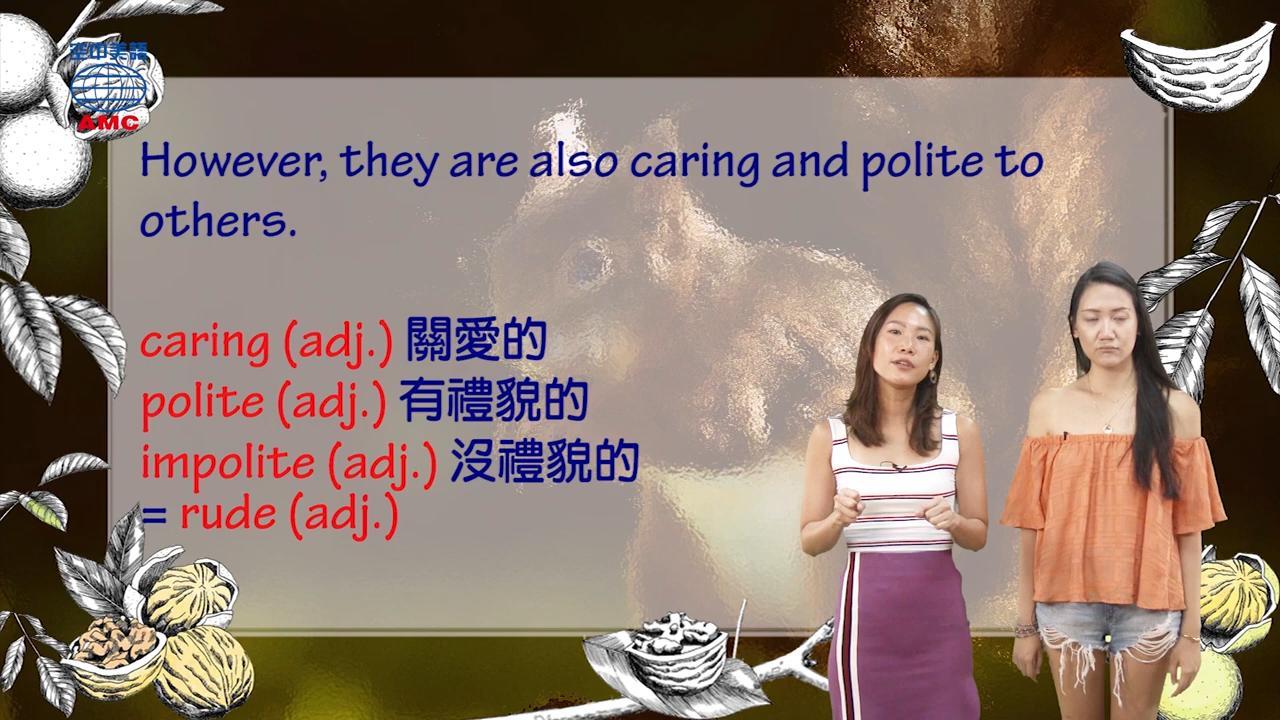 空中美語
AMC
However, they are also caring and polite to
others.
caring (adj.) 關愛的
polite (adj.) 有禮貌的
impolite (adj.) 沒禮貌的
= rude (adj.)